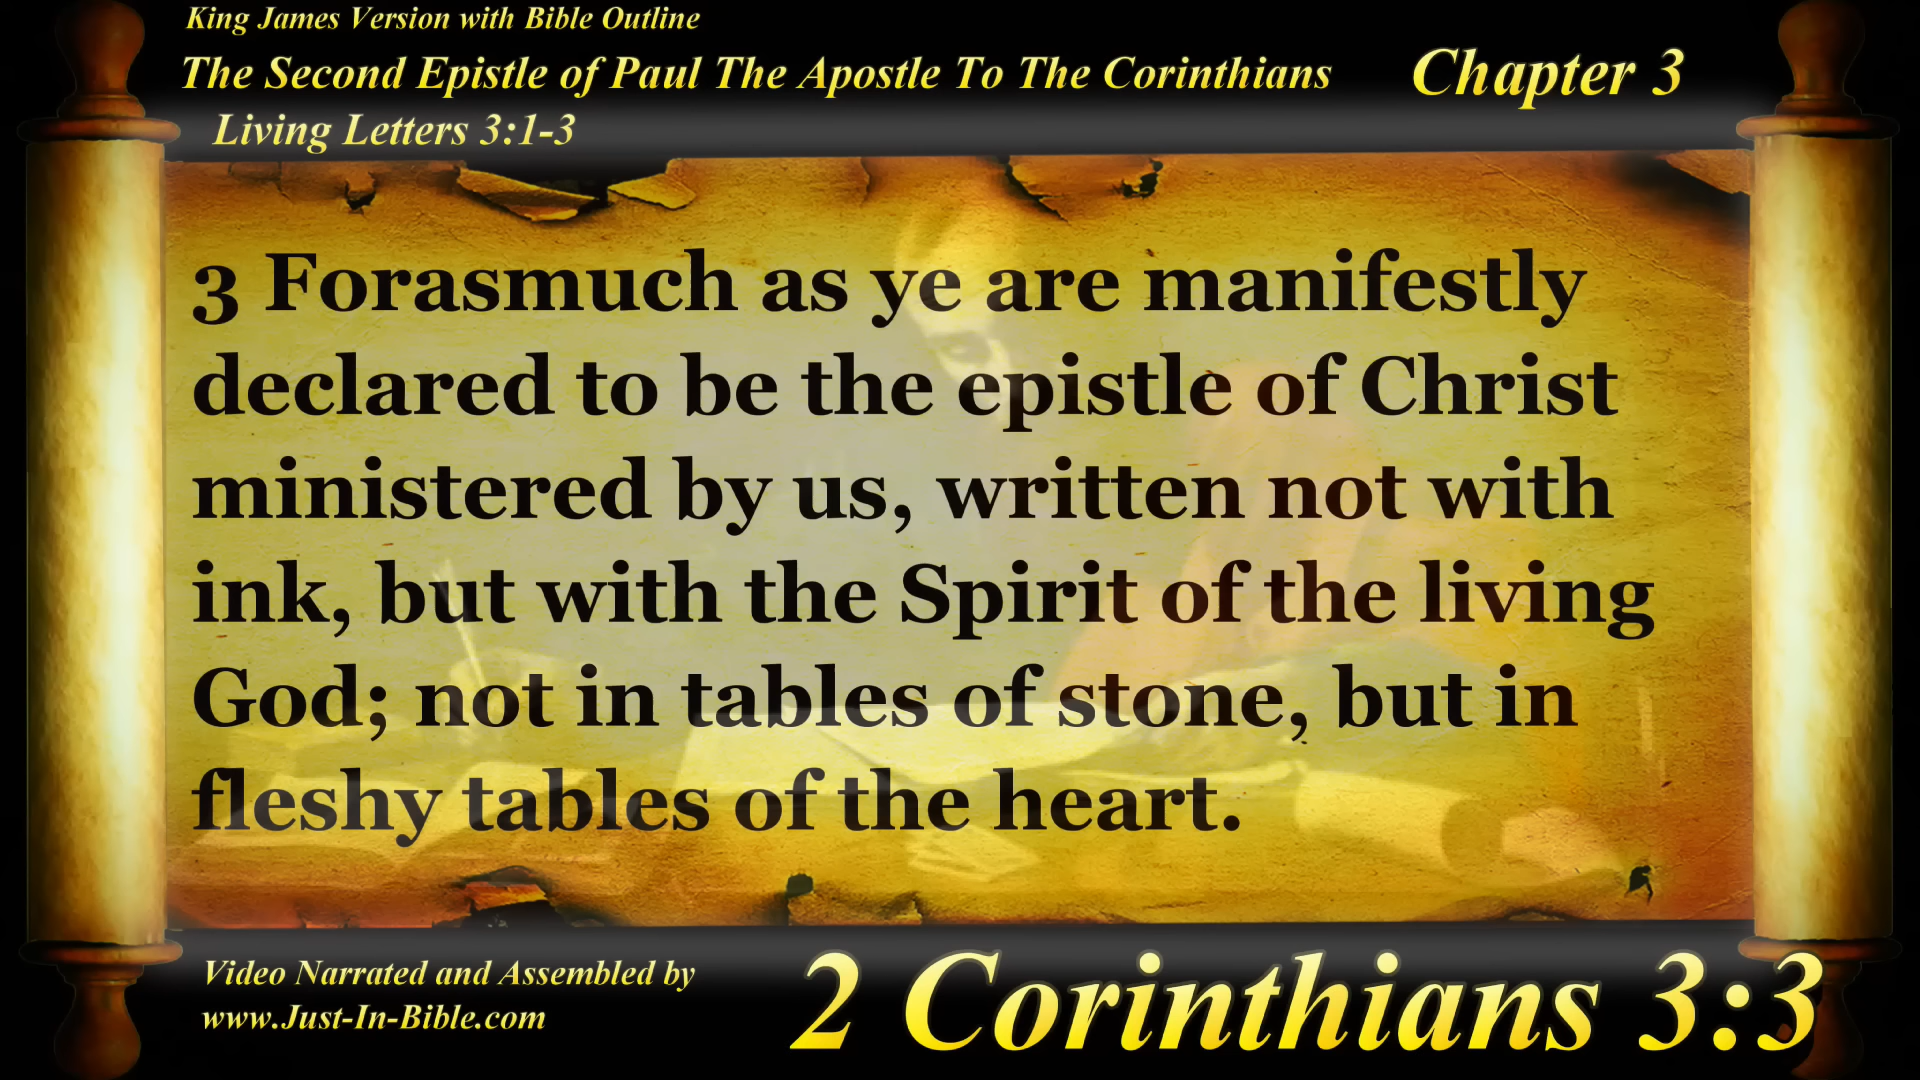 King James Version with Bible Outline
The Second Epistle of Paul The Apostle To The Corinthians
Chapter 3
Living Letters 3:1-3
3 Forasmuch as ye are manifestly
declared to be the epistle of Christ
ministered by us, written not with
ink, but with the Spirit of the living
God; not in tables of stone, but in
fleshy tables of the heart.
Video Narrated and Assembled by
www.Just-In-Bible.com
2 Corinthians 3:3